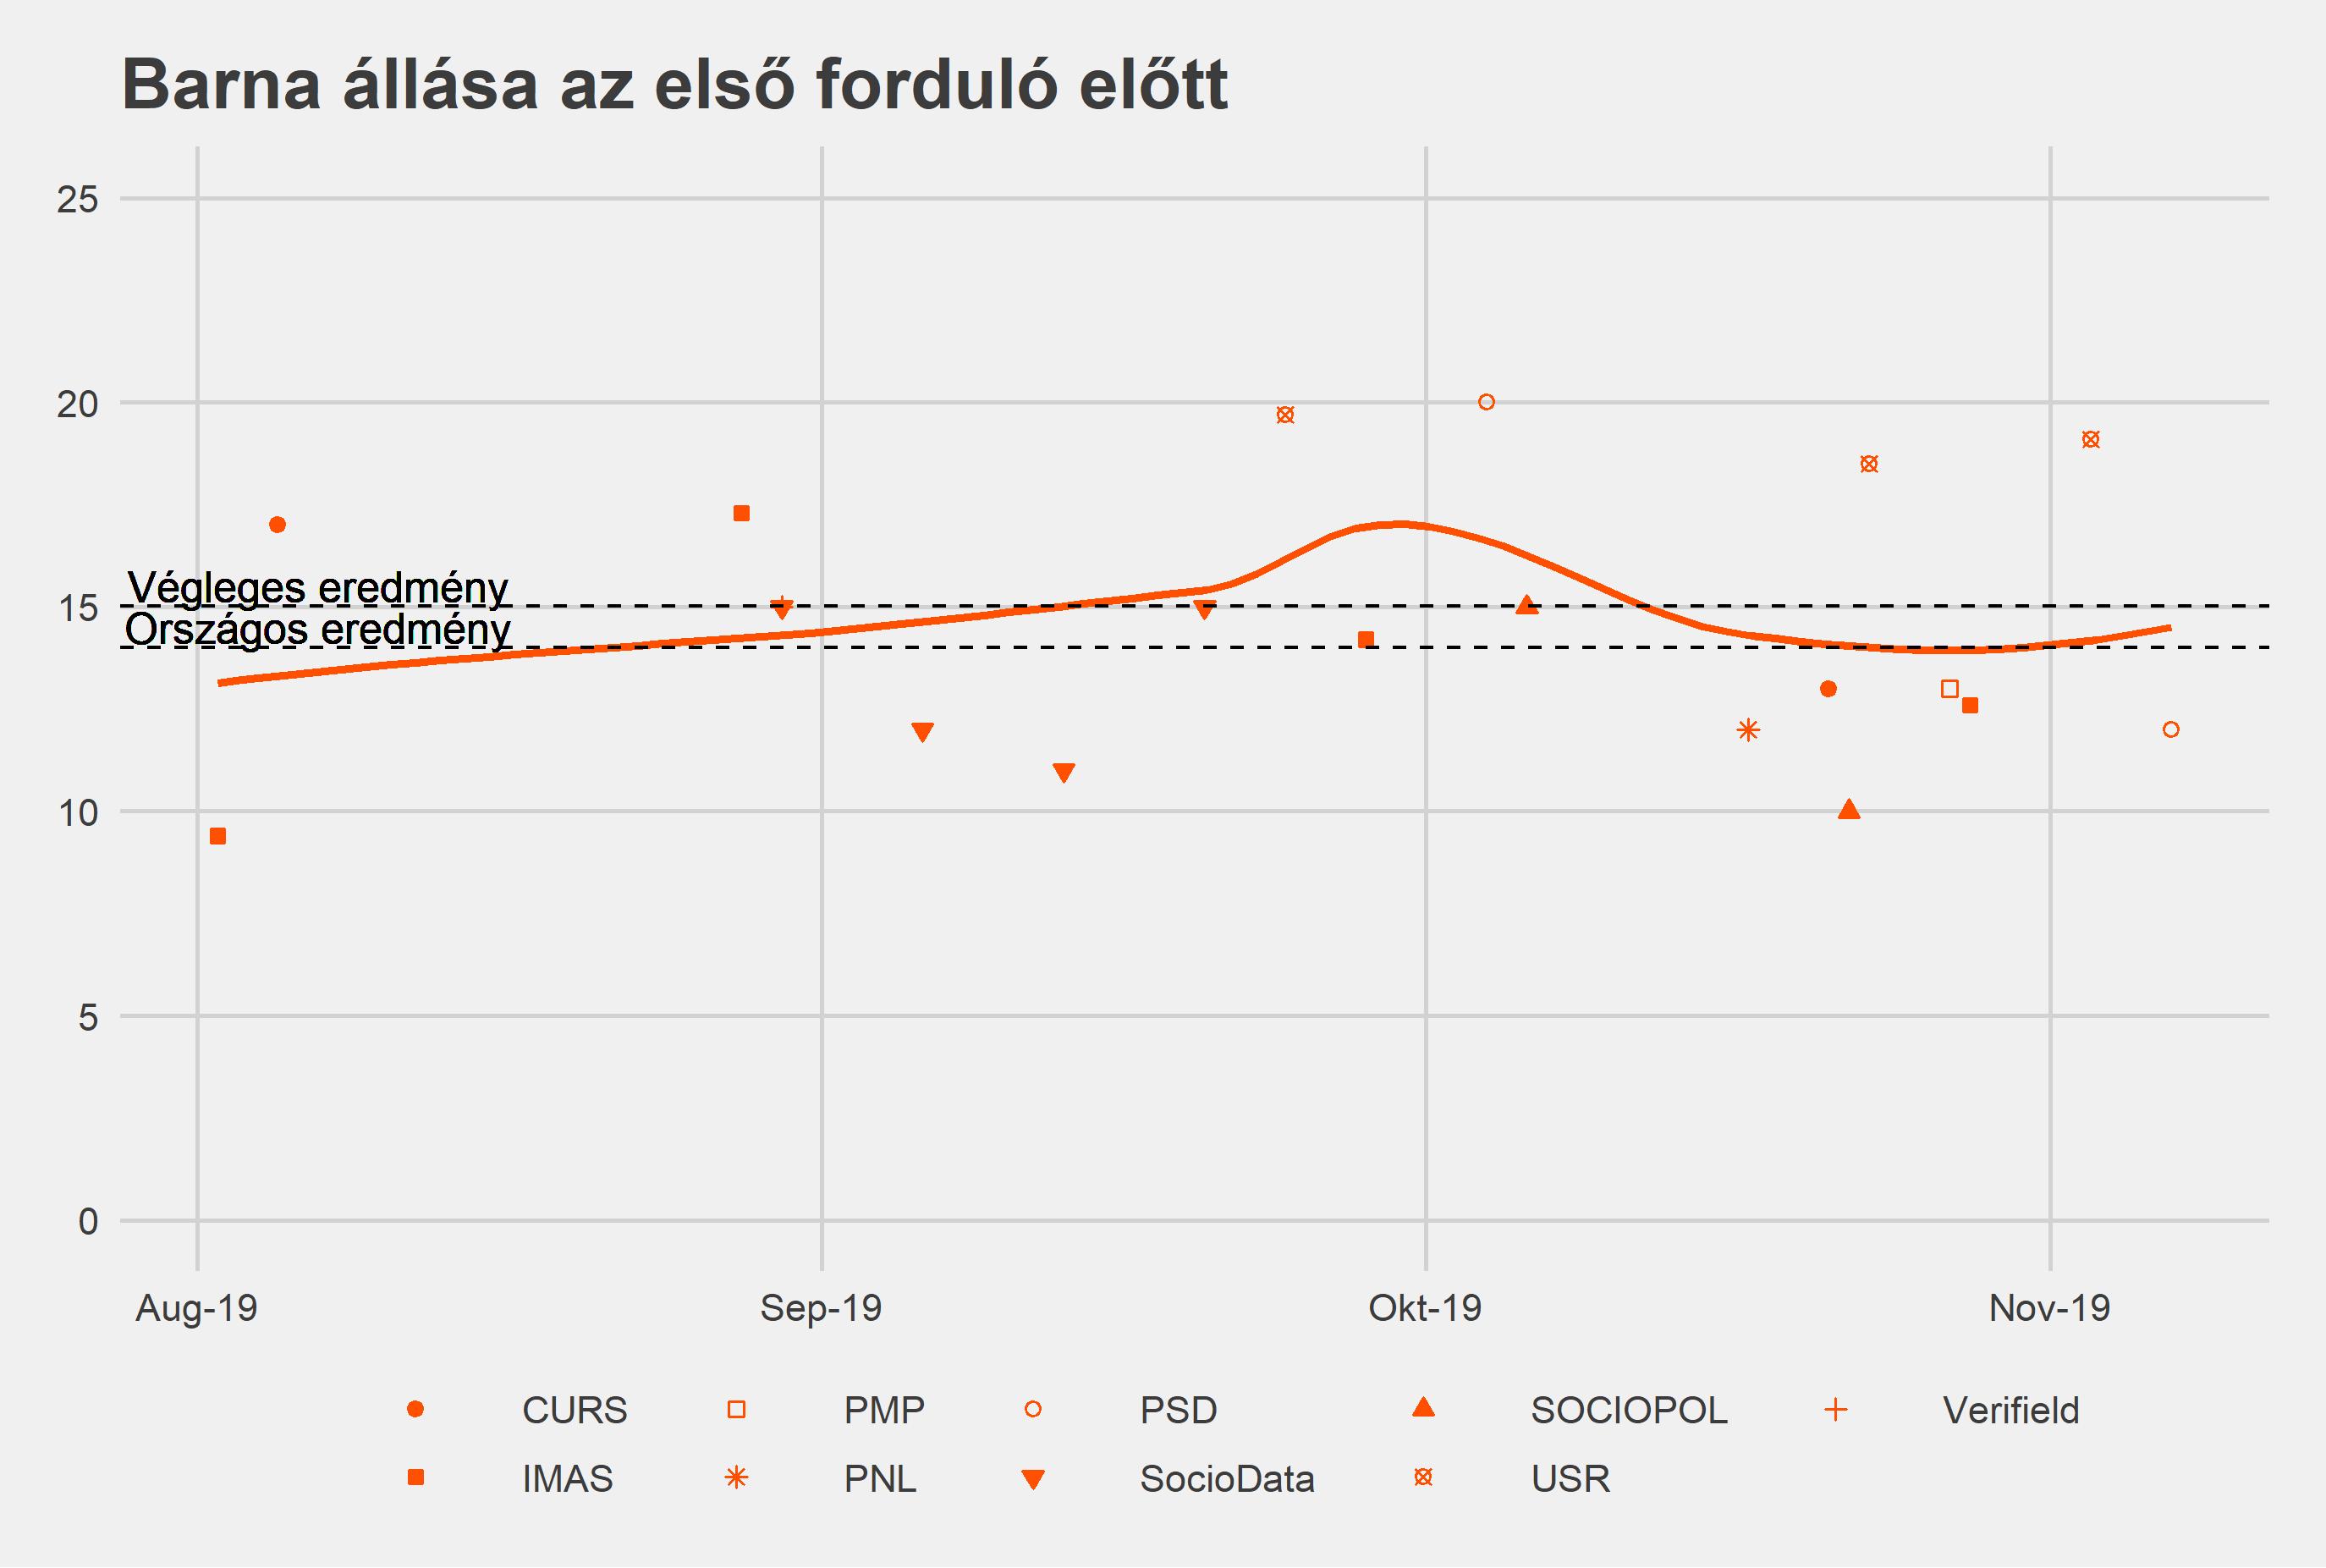 Barna állása az első forduló előtt
25
20
Végleges eredmény
15
Országos eredmény
10
5
0
Aug-19 Sep-19 Okt-19 Nov-19
CURS PMP PSD SOCIOPOL Verifield
IMAS PNL SocioData USR